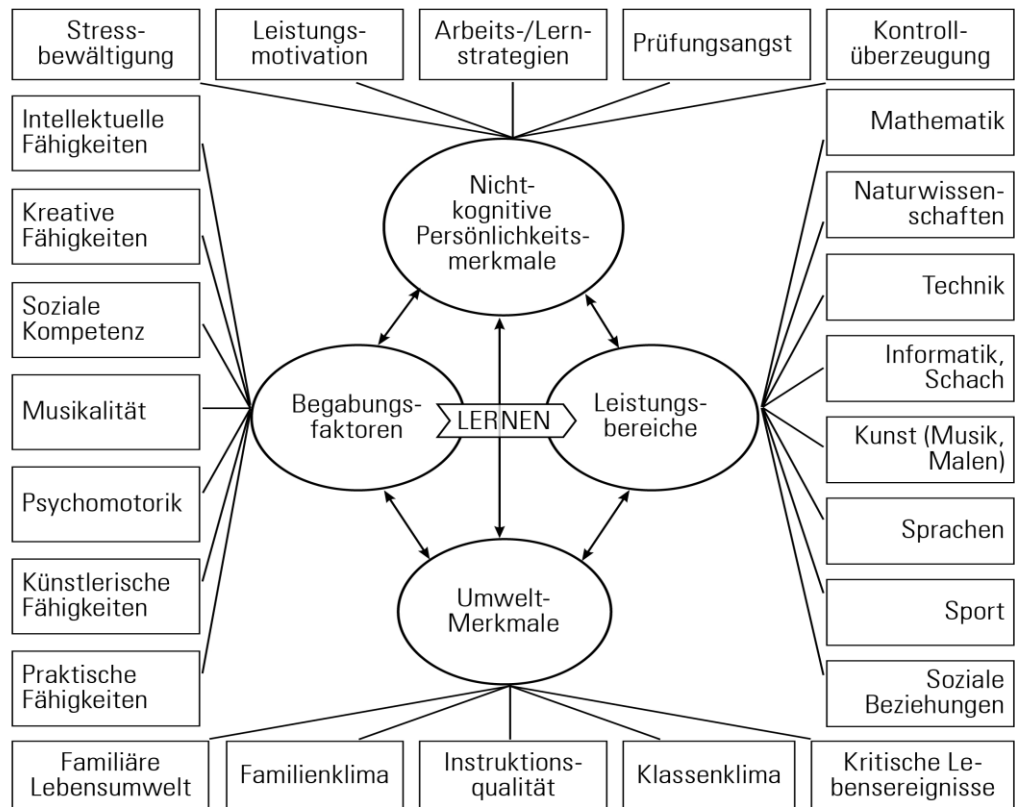 Stress-
bewältigung
Leistungs-
motivation
Arbeits-/Lern-
strategien
Prüfungsangst
Kontroll-
überzeugung
Intellektuelle
Fähigkeiten
Kreative
Fähigkeiten
Soziale
Kompetenz
Musikalität
Psychomotorik
Künstlerische
Fähigkeiten
Praktische
Fähigkeiten
Nicht-
kognitive
Persönlichkeits-
merkmale
Begabungs-
faktoren
LERNEN
Leistungs-
bereiche
Umwelt-
Merkmale
Mathematik
Naturwissen-
schaften
Technik
Informatik,
Schach
Kunst (Musik,
Malen)
Sprachen
Sport
Soziale
Beziehungen
Familiäre
Lebensumwelt
Familienklima
Instruktions-
qualität
Klassenklima
Kritische Le-
bensereignisse